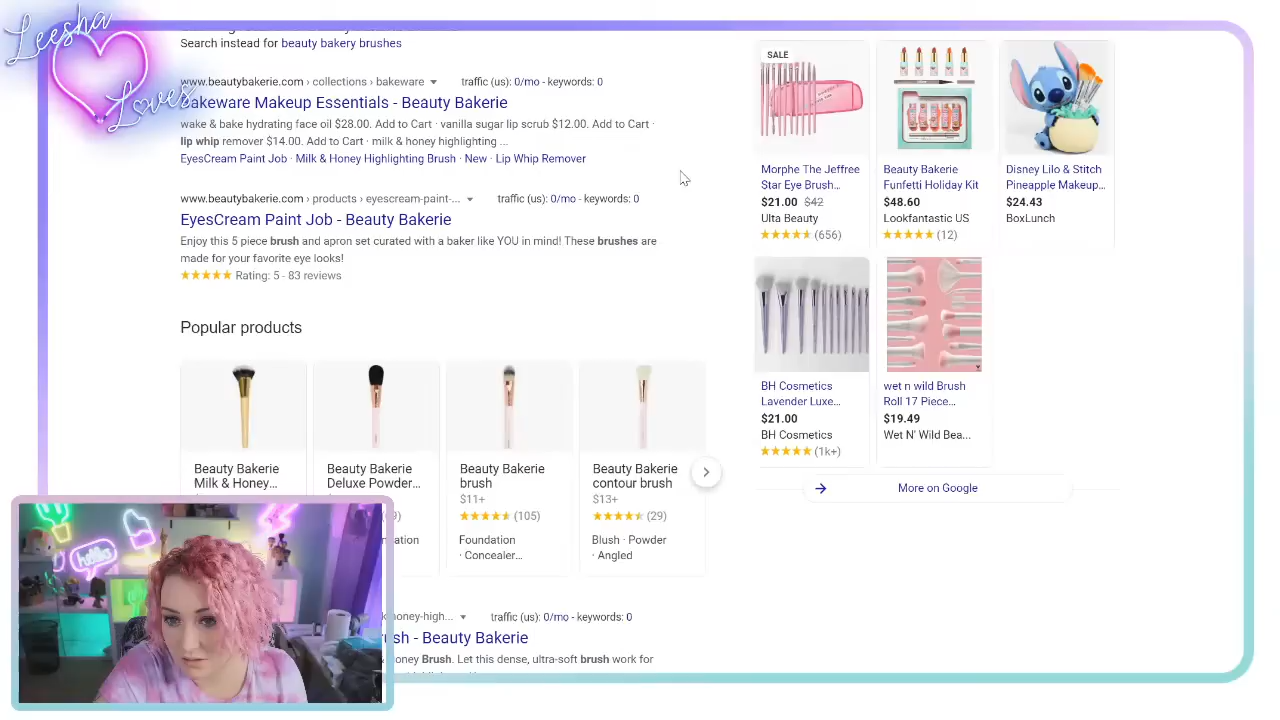 Leesha
Loves
Search instead for beauty bakery brushes
www.beautybakerie.com › collections › bakeware traffic (us): 0/mo - keywords: 0
Bakeware Makeup Essentials - Beauty Bakerie
wake & bake hydrating face oil $28.00. Add to Cart · vanilla sugar lip scrub $12.00. Add to Cart ·
lip whip remover $14.00. Add to Cart · milk & honey highlighting ...
EyesCream Paint Job · Milk & Honey Highlighting Brush · New · Lip Whip Remover
www.beautybakerie.com › products › eyescream-paint-... traffic (us): 0/mo - keywords: 0
EyesCream Paint Job - Beauty Bakerie
Enjoy this 5 piece brush and apron set curated with a baker like YOU in mind! These brushes are
made for your favorite eye looks!
Rating: 5 - 83 reviews
Popular products
Beauty Bakerie
Milk & Honey...
Beauty Bakerie
Deluxe Powder...
Beauty Bakerie
brush
$11+
(105)
Foundation
· Concealer...
Beauty Bakerie
contour brush
$13+
(29)
Blush · Powder
· Angled
honey-high... traffic (us): 0/mo - keywords: 0
- Beauty Bakerie
Brush. Let this dense, ultra-soft brush work for
SALE
Morphe The Jeffree
Star Eye Brush...
$21.00 $42
Ulta Beauty
(656)
Beauty Bakerie
Funfetti Holiday Kit
$48.60
Lookfantastic US
(12)
Disney Lilo & Stitch
Pineapple Makeup...
$24.43
BoxLunch
BH Cosmetics
Lavender Luxe...
$21.00
BH Cosmetics
(1k+)
wet n wild Brush
Roll 17 Piece...
$19.49
Wet N' Wild Bea...
More on Google
hello